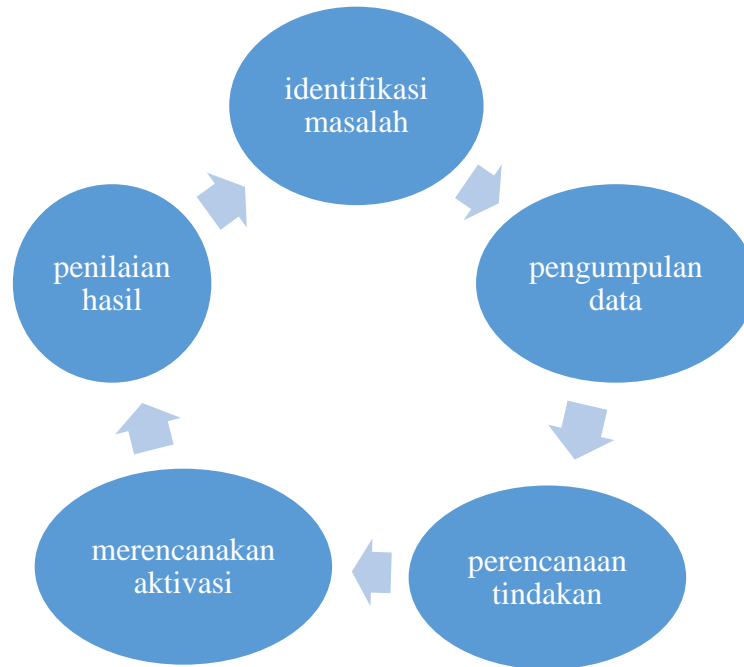 identifikasi
masalah
pengumpulan
data
perencanaan
tindakan
merencanakan
aktivasi
penilaian
hasil